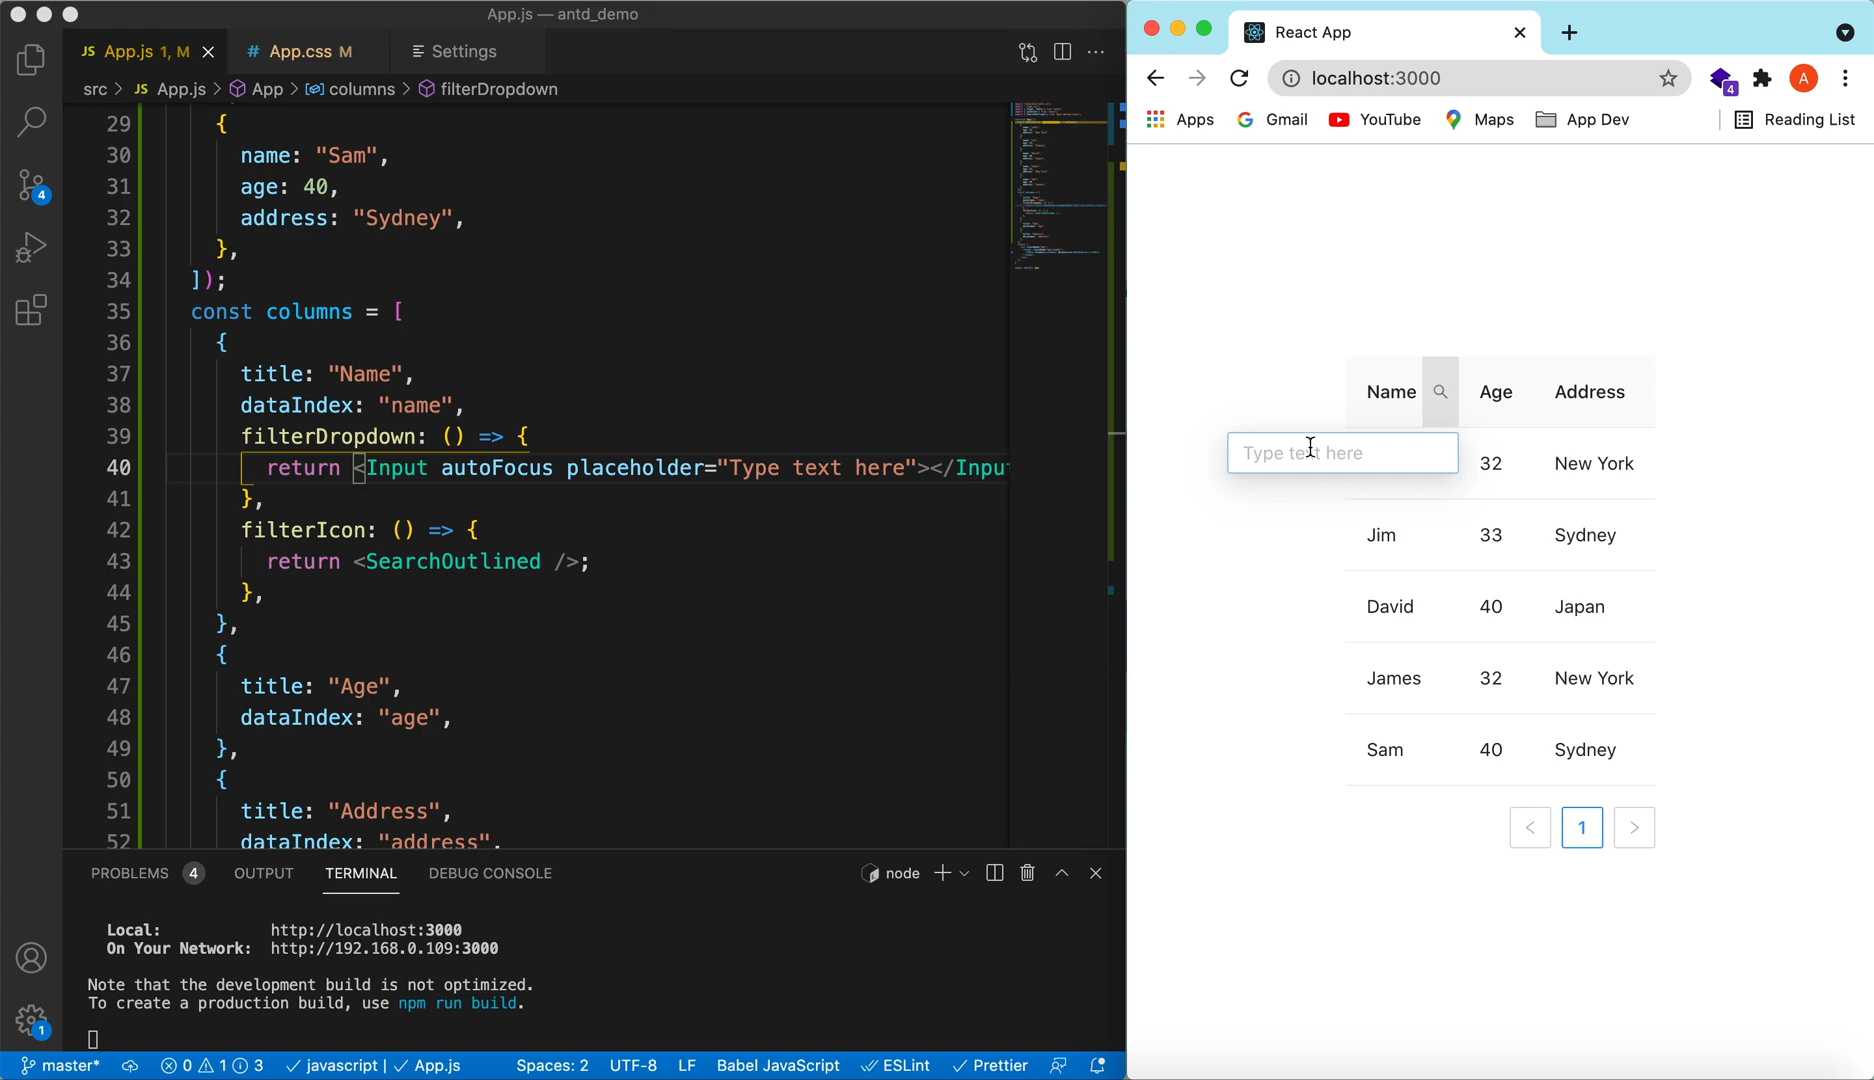 App.js — antd_demo
JS App.js 1, M
# App.css M
Settings
src > JS App.js > App > columns > filterDropdown
29 {
30 name: "Sam",
31 age: 40,
32 address: "Sydney",
33 },
34 ]);
35 const columns = [
36 {
37 title: "Name",
38 dataIndex: "name",
39 filterDropdown: () => {
40 return <Input autoFocus placeholder="Type text here"></Input
41 },
42 filterIcon: () => {
43 return <SearchOutlined />;
44 },
45 },
46 {
47 title: "Age",
48 dataIndex: "age",
49 },
50 {
51 title: "Address",
52 dataIndex: "address",
4
1
PROBLEMS 4 OUTPUT TERMINAL DEBUG CONSOLE
node
Local: http://localhost:3000
On Your Network: http://192.168.0.109:3000
Note that the development build is not optimized.
To create a production build, use npm run build.
master* 0 1 3 javascript | App.js Spaces: 2 UTF-8 LF Babel JavaScript ESLint Prettier
React App
localhost:3000
4
A
Apps Gmail YouTube Maps App Dev Reading List
Name Age Address
Type text here 32 New York
Jim 33 Sydney
David 40 Japan
James 32 New York
Sam 40 Sydney
< 1 >